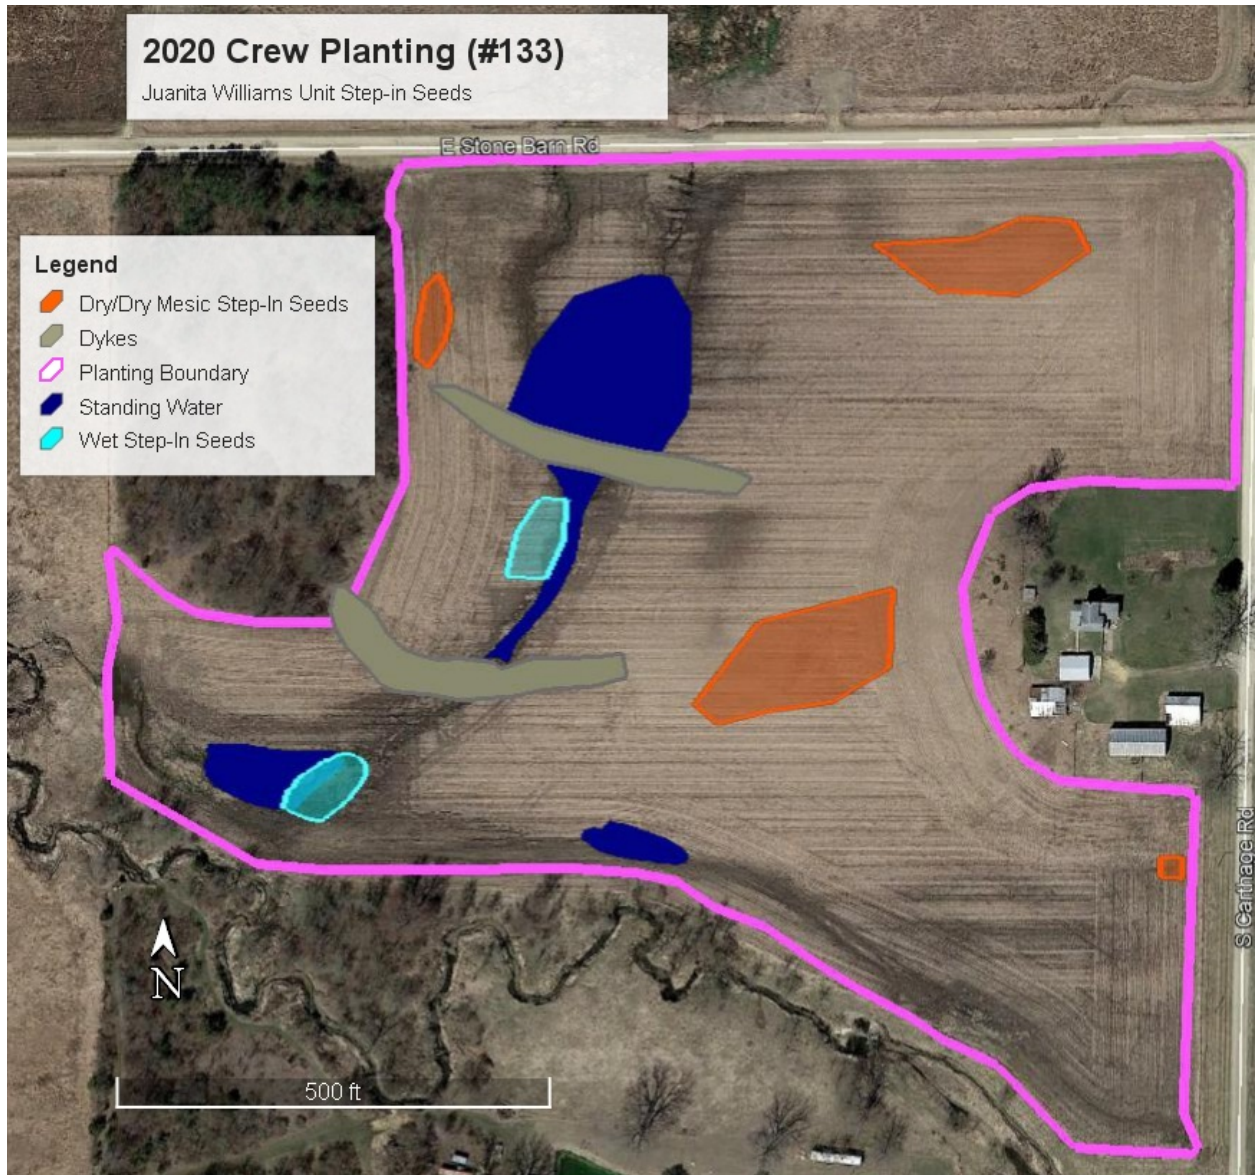 2020 Crew Planting (#133)
Juanita Williams Unit Step-in Seeds
E Stone Barn Rd
Legend
Dry/Dry Mesic Step-In Seeds
Dykes
Planting Boundary
Standing Water
Wet Step-In Seeds
S Carthage Rd
N
500 ft